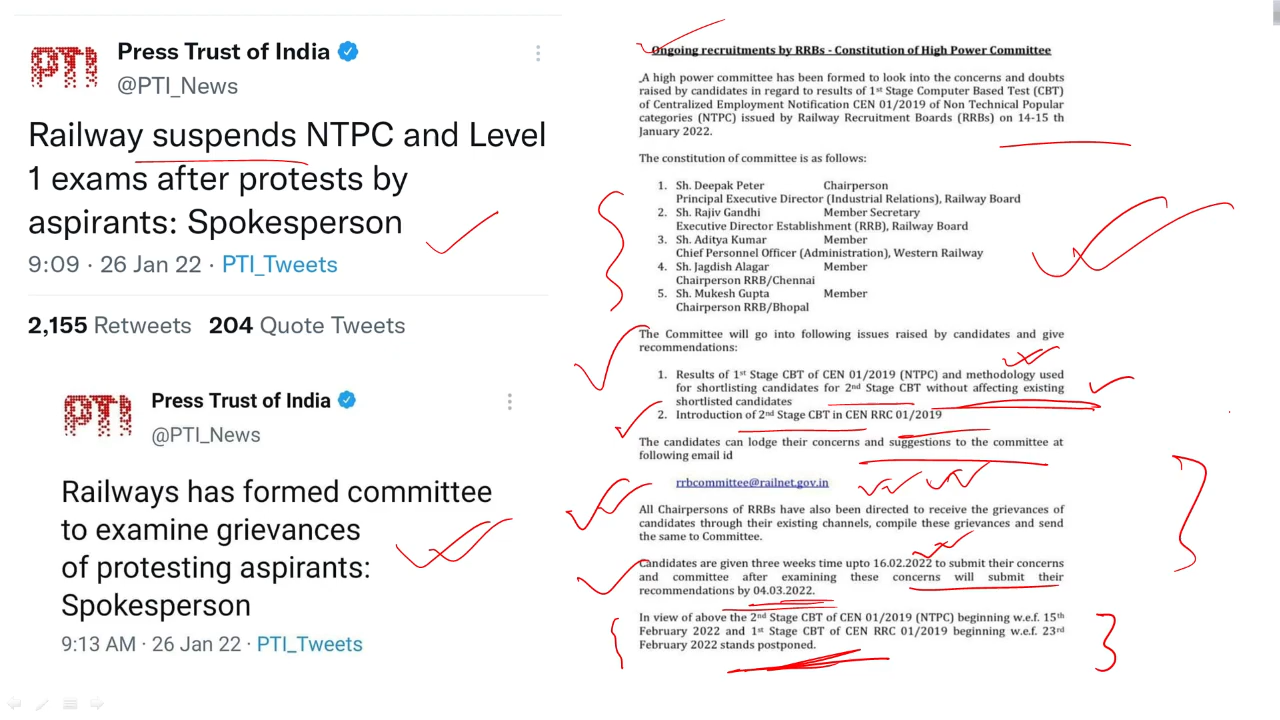 PTI
Press Trust of India
@PTI_News
Railway suspends NTPC and Level
1 exams after protests by
aspirants: Spokesperson
9:09 · 26 Jan 22 · PTI_Tweets
2,155 Retweets 204 Quote Tweets
PTI
Press Trust of India
@PTI_News
Railways has formed committee
to examine grievances
of protesting aspirants:
Spokesperson
9:13 AM · 26 Jan 22 · PTI_Tweets
Ongoing recruitments by RRBs - Constitution of High Power Committee
A high power committee has been formed to look into the concerns and doubts
raised by candidates in regard to results of 1st Stage Computer Based Test (CBT)
of Centralized Employment Notification CEN 01/2019 of Non Technical Popular
categories (NTPC) issued by Railway Recruitment Boards (RRBs) on 14-15 th
January 2022.
The constitution of committee is as follows:
1. Sh. Deepak Peter Chairperson
Principal Executive Director (Industrial Relations), Railway Board
2. Sh. Rajiv Gandhi Member Secretary
Executive Director Establishment (RRB), Railway Board
3. Sh. Aditya Kumar Member
Chief Personnel Officer (Administration), Western Railway
4. Sh. Jagdish Alagar Member
Chairperson RRB/Chennai
5. Sh. Mukesh Gupta Member
Chairperson RRB/Bhopal
The Committee will go into following issues raised by candidates and give
recommendations:
1. Results of 1st Stage CBT of CEN 01/2019 (NTPC) and methodology used
for shortlisting candidates for 2nd Stage CBT without affecting existing
shortlisted candidates
2. Introduction of 2nd Stage CBT in CEN RRC 01/2019
The candidates can lodge their concerns and suggestions to the committee at
following email id
rrbcommittee@railnet.gov.in
All Chairpersons of RRBs have also been directed to receive the grievances of
candidates through their existing channels, compile these grievances and send
the same to Committee.
Candidates are given three weeks time upto 16.02.2022 to submit their concerns
and committee after examining these concerns will submit their
recommendations by 04.03.2022.
In view of above the 2nd Stage CBT of CEN 01/2019 (NTPC) beginning w.e.f. 15th
February 2022 and 1st Stage CBT of CEN RRC 01/2019 beginning w.e.f. 23rd
February 2022 stands postponed.